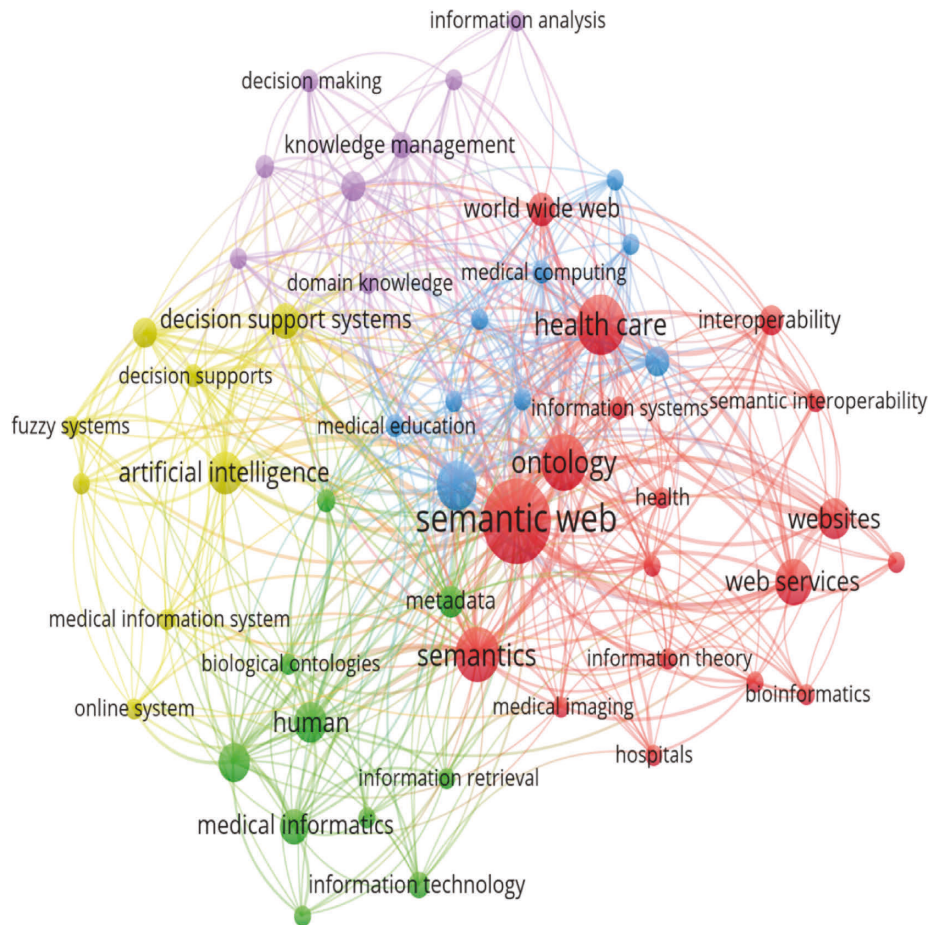 information analysis
decision making
knowledge management
world wide web
medical computing
domain knowledge
decision support systems
health care
interoperability
decision supports
information systems
semantic interoperability
fuzzy systems
medical education
artificial intelligence
ontology
health
semantic web
websites
web services
metadata
medical information system
semantics
information theory
biological ontologies
bioinformatics
online system
medical imaging
human
hospitals
information retrieval
medical informatics
information technology